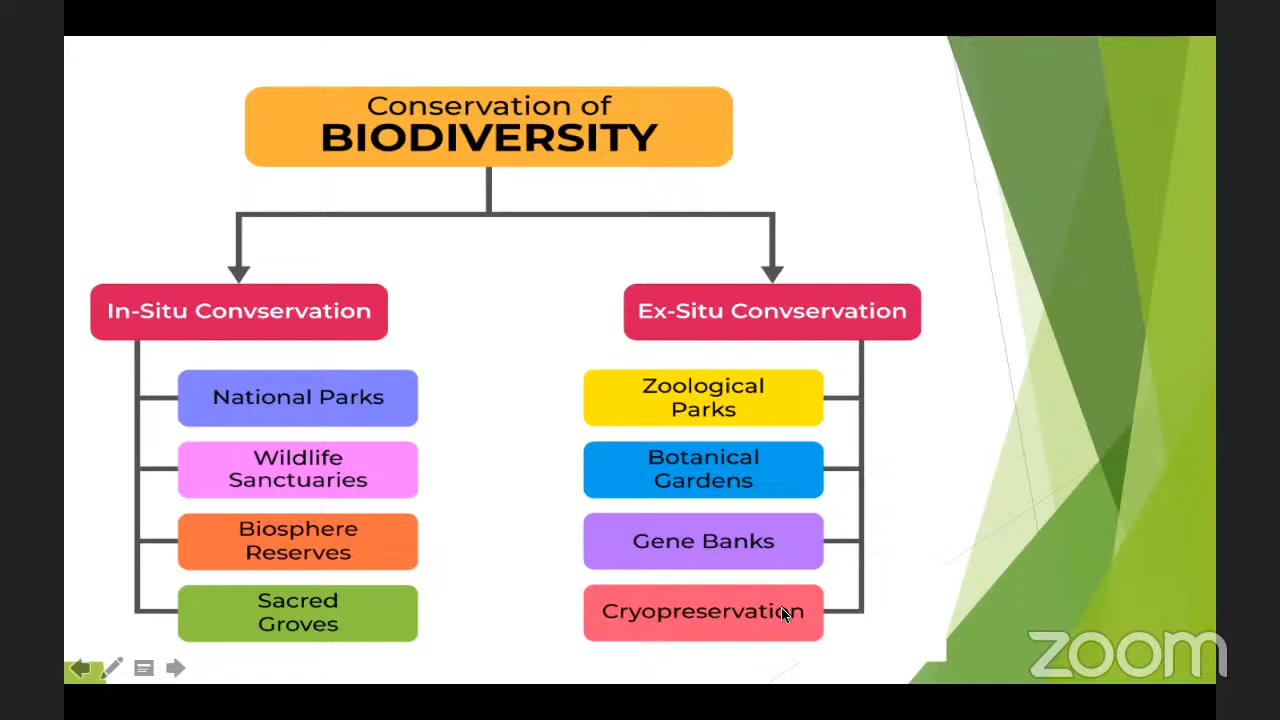 Conservation of
BIODIVERSITY
In-Situ Convservation
Ex-Situ Convservation
National Parks
Wildlife
Sanctuaries
Biosphere
Reserves
Sacred
Groves
Zoological
Parks
Botanical
Gardens
Gene Banks
Cryopreservation
zoom